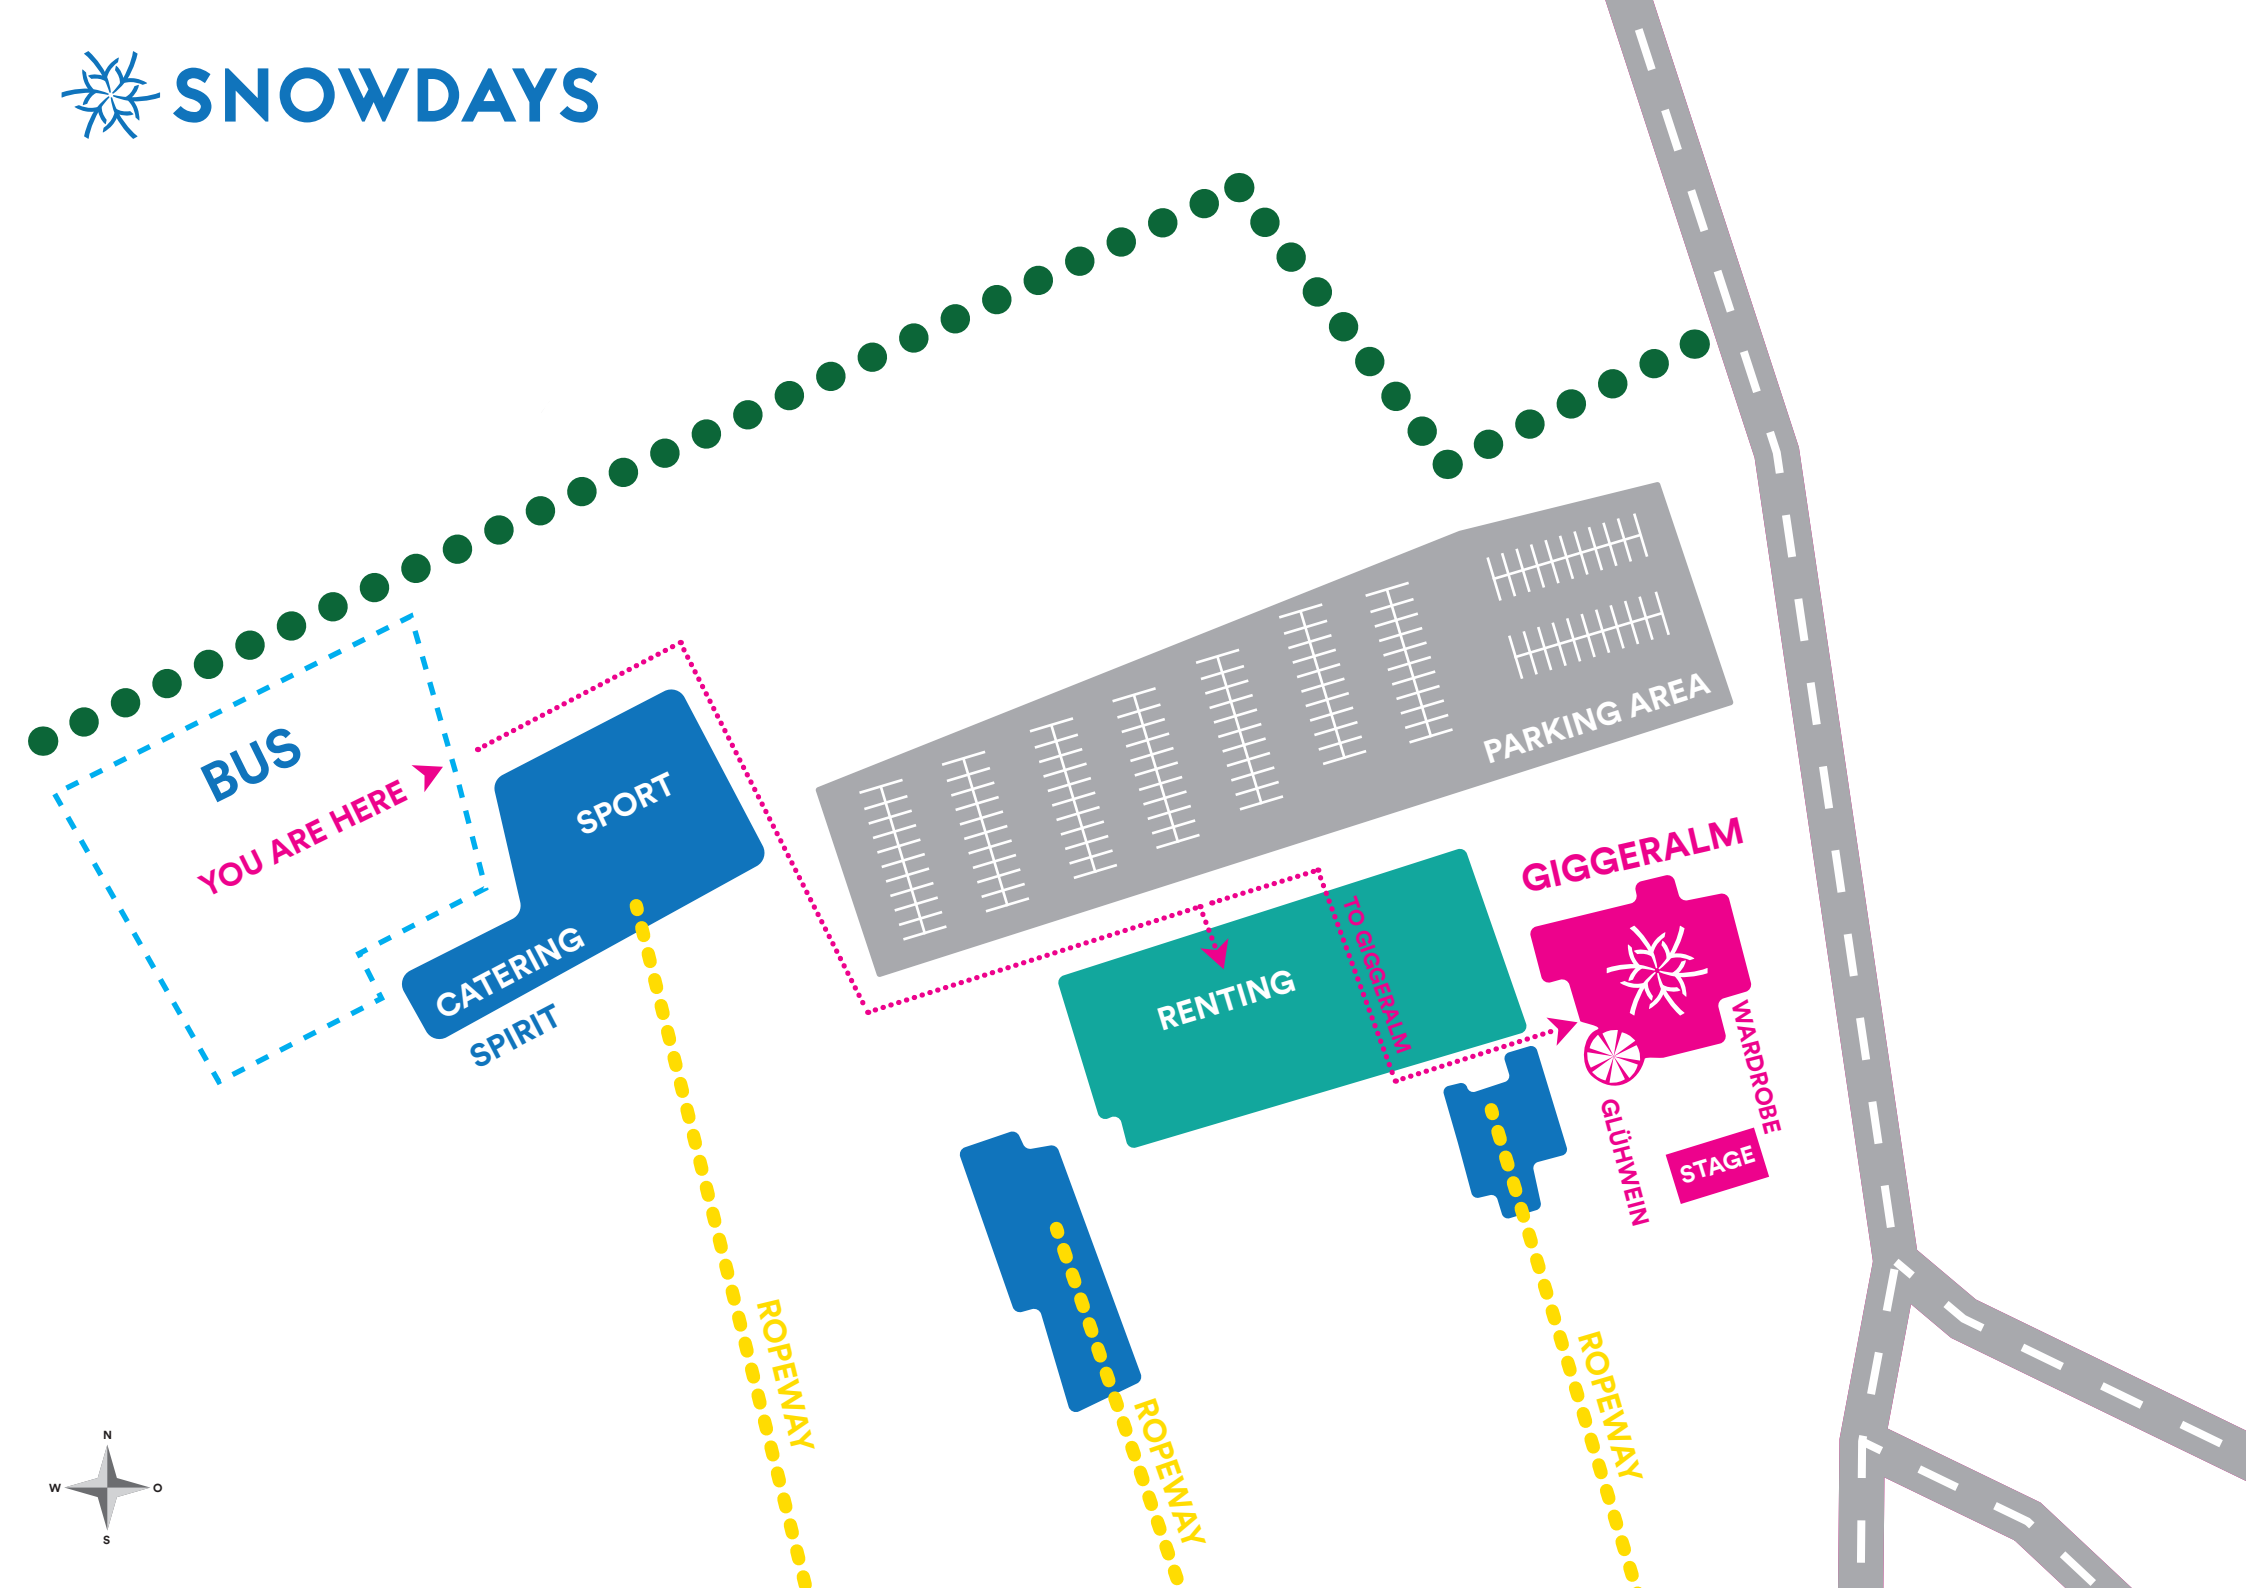 SNOWDAYS
BUS
YOU ARE HERE
SPORT
CATERING
SPIRIT
PARKING AREA
RENTING
TO GIGGERALM
GIGGERALM
WARDROBE
GLÜHWEIN
STAGE
ROPEWAY
ROPEWAY
ROPEWAY
N
W O
S